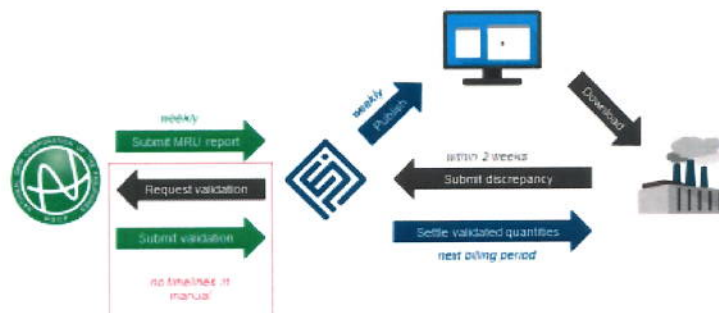 weekly
Submit MRU report
Request validation
Submit validation
no timelines in
manual
weekly
Publish
Download
within 2 weeks
Submit discrepancy
Settle validated quantities
next billing period